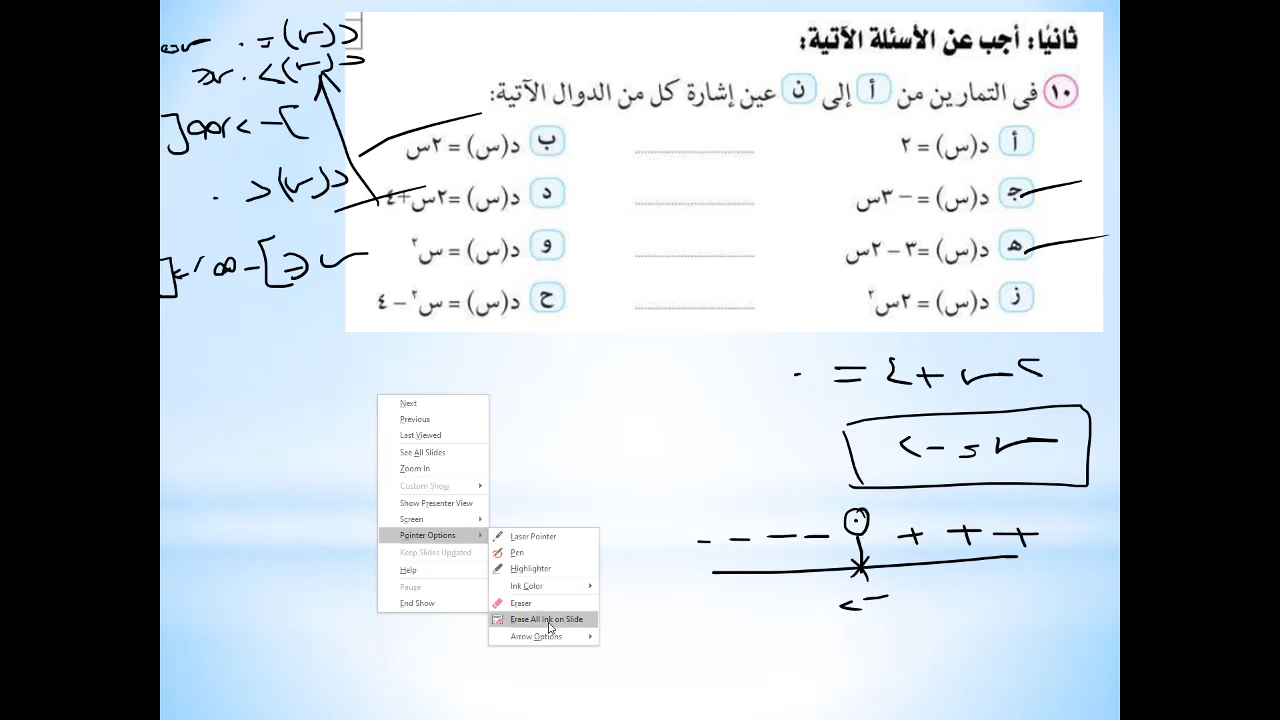 ثانيًا: أجب عن الأسئلة الآتية:
١٠ فى التمارين من أ إلى ن عين إشارة كل من الدوال الآتية:
أ د(س) = ٢
ب د(س) = ٢س
ج د(س) = – ٣س
د د(س) = ٢س+٤
ه د(س) = ٣ – ٢س
و د(س) = س٢
ز د(س) = ٢س٢
ح د(س) = س٢ – ٤
٢س + ٤ = ٠
س = -٢
- - - - ٠ + + +
-٢
Next
Previous
Last Viewed
See All Slides
Zoom In
Custom Show
Show Presenter View
Screen
Pointer Options
Keep Slides Updated
Help
Pause
End Show
Laser Pointer
Pen
Highlighter
Ink Color
Eraser
Erase All Ink on Slide
Arrow Options